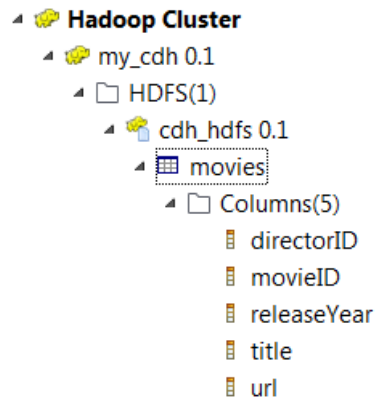 Hadoop Cluster
my_cdh 0.1
HDFS(1)
cdh_hdfs 0.1
movies
Columns(5)
directorID
movieID
releaseYear
title
url